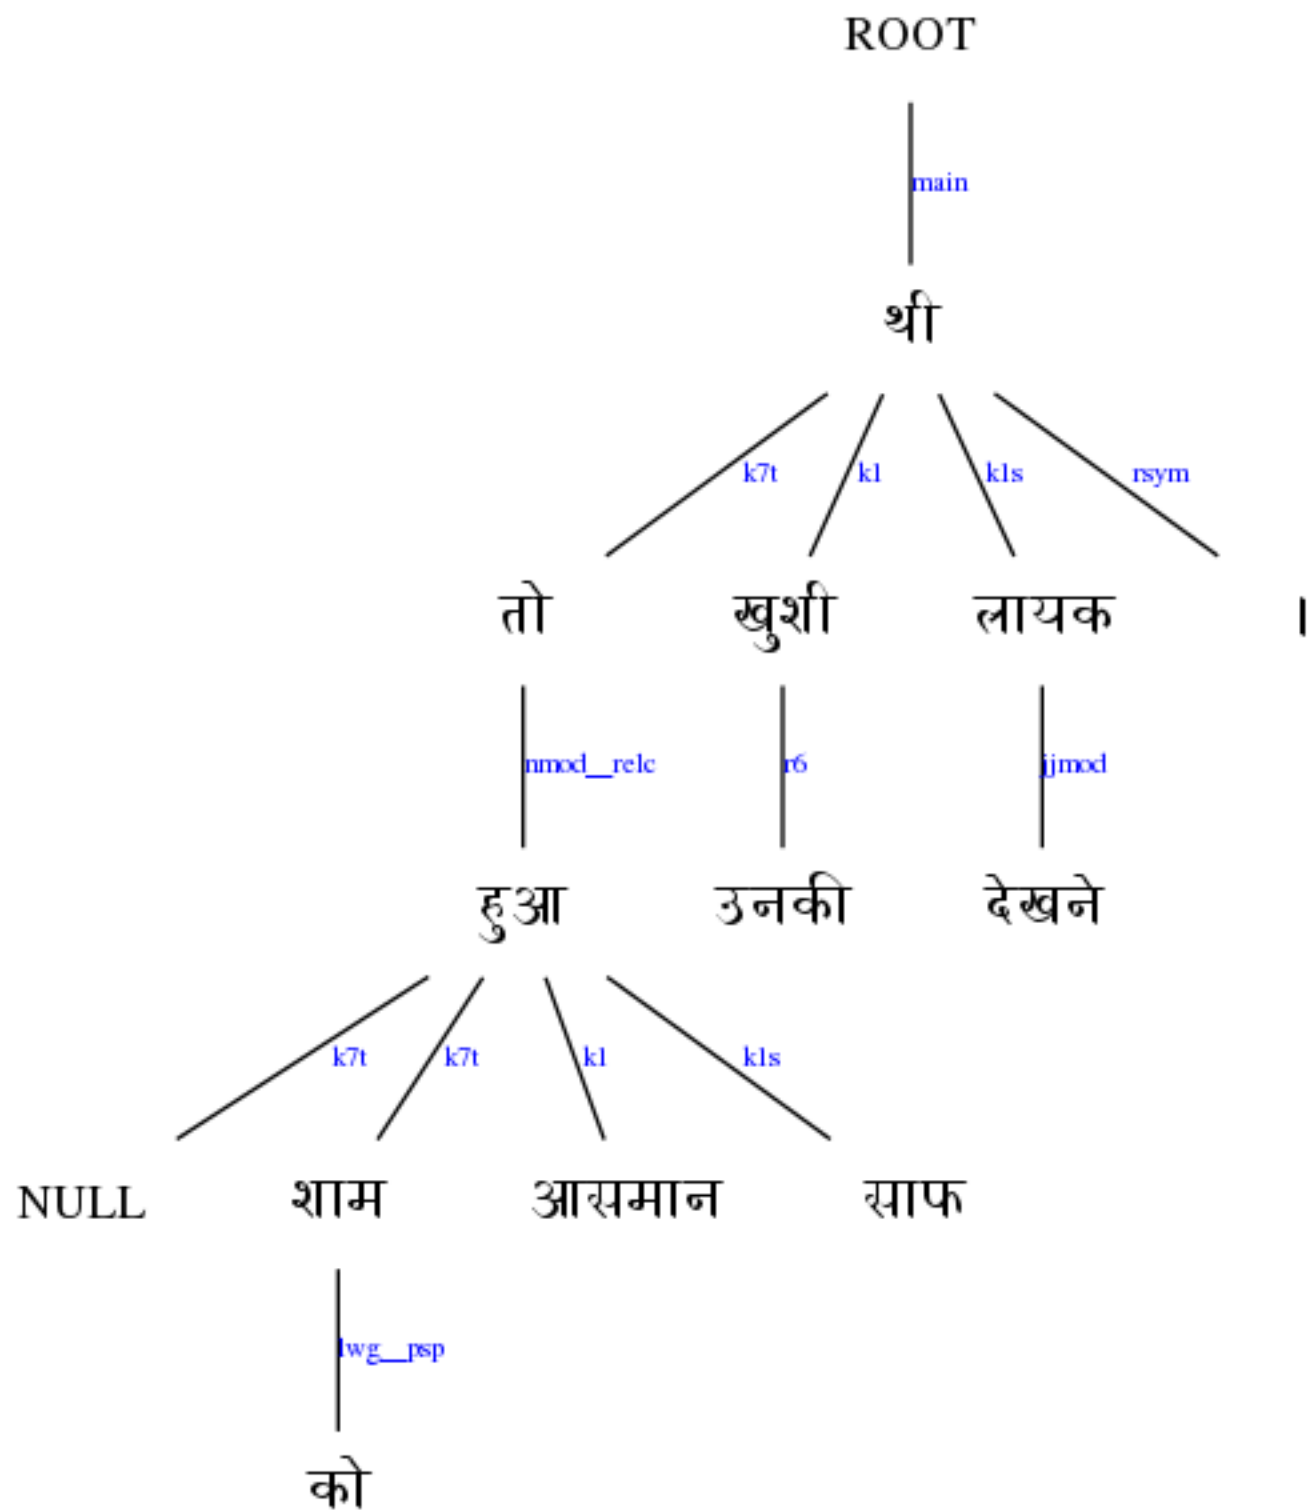 ROOT
main
थी
k7t k1 k1s rsym
तो खुशी लायक ।
nmod__relc r6 jjmod
हुआ उनकी देखने
k7t k7t k1 k1s
NULL शाम आसमान साफ
lwg__psp
को